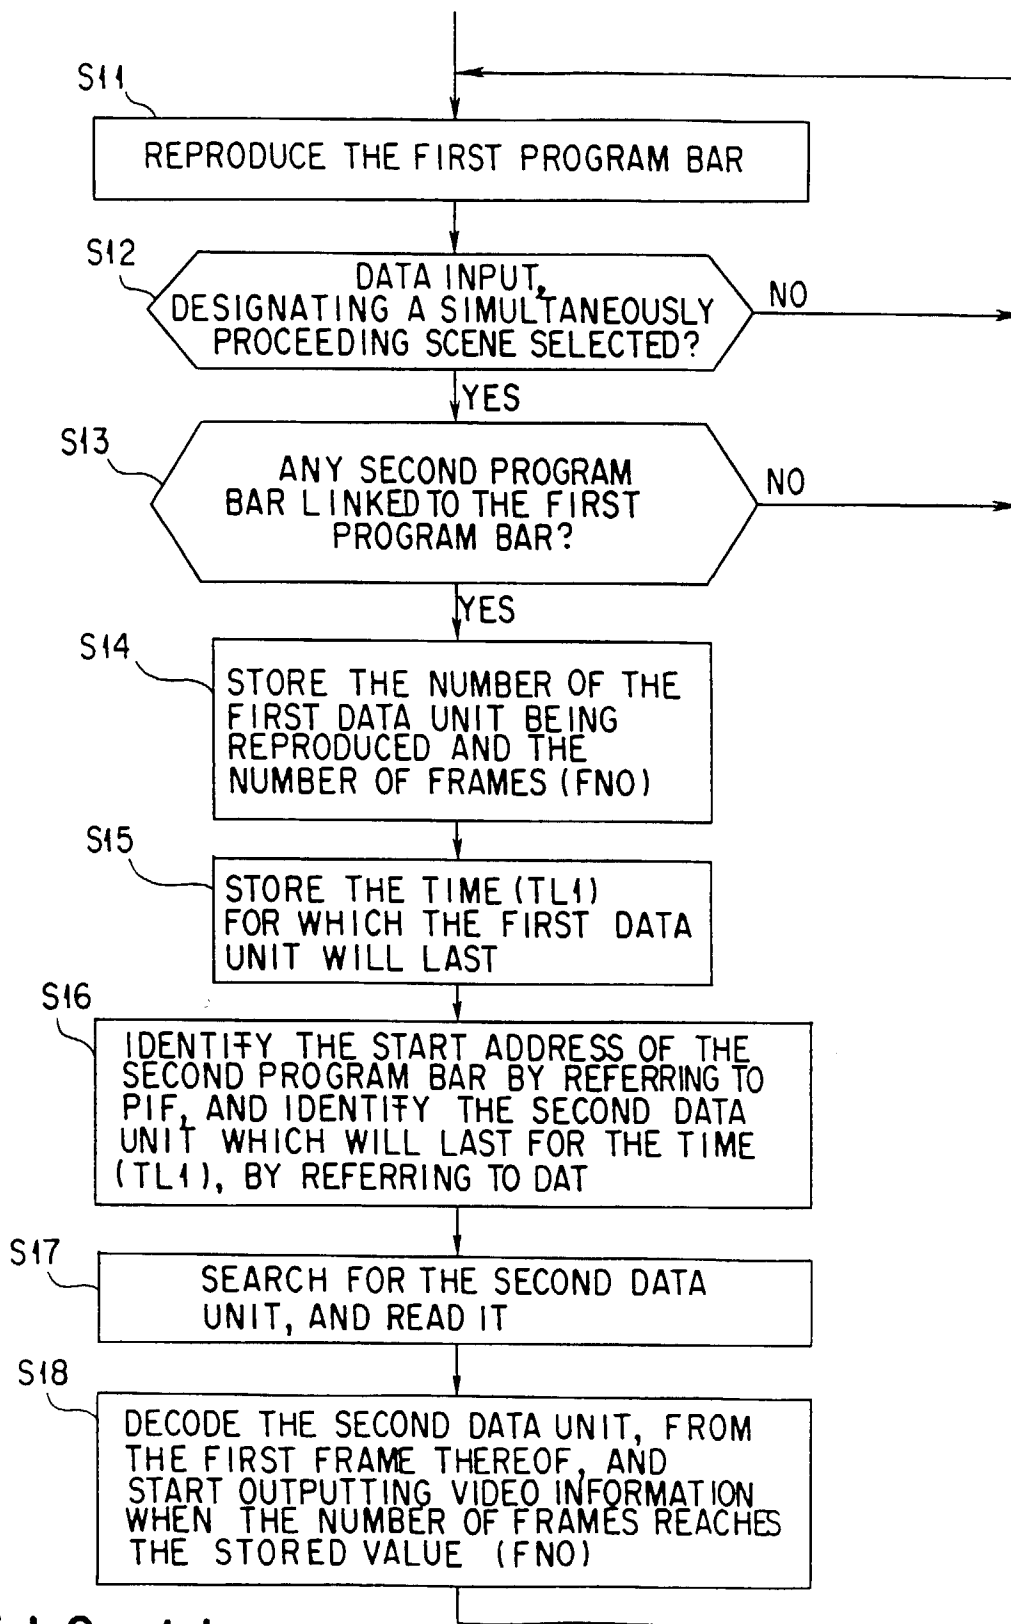 S11
REPRODUCE THE FIRST PROGRAM BAR
S12
DATA INPUT,
DESIGNATING A SIMULTANEOUSLY
PROCEEDING SCENE SELECTED?
NO
YES
S13
ANY SECOND PROGRAM
BAR LINKED TO THE FIRST
PROGRAM BAR?
NO
YES
S14
STORE THE NUMBER OF THE
FIRST DATA UNIT BEING
REPRODUCED AND THE
NUMBER OF FRAMES (FNO)
S15
STORE THE TIME (TL1)
FOR WHICH THE FIRST DATA
UNIT WILL LAST
S16
IDENTIFY THE START ADDRESS OF THE
SECOND PROGRAM BAR BY REFERRING TO
PIF, AND IDENTIFY THE SECOND DATA
UNIT WHICH WILL LAST FOR THE TIME
(TL1), BY REFERRING TO DAT
S17
SEARCH FOR THE SECOND DATA
UNIT, AND READ IT
S18
DECODE THE SECOND DATA UNIT, FROM
THE FIRST FRAME THEREOF, AND
START OUTPUTTING VIDEO INFORMATION
WHEN THE NUMBER OF FRAMES REACHES
THE STORED VALUE (FNO)